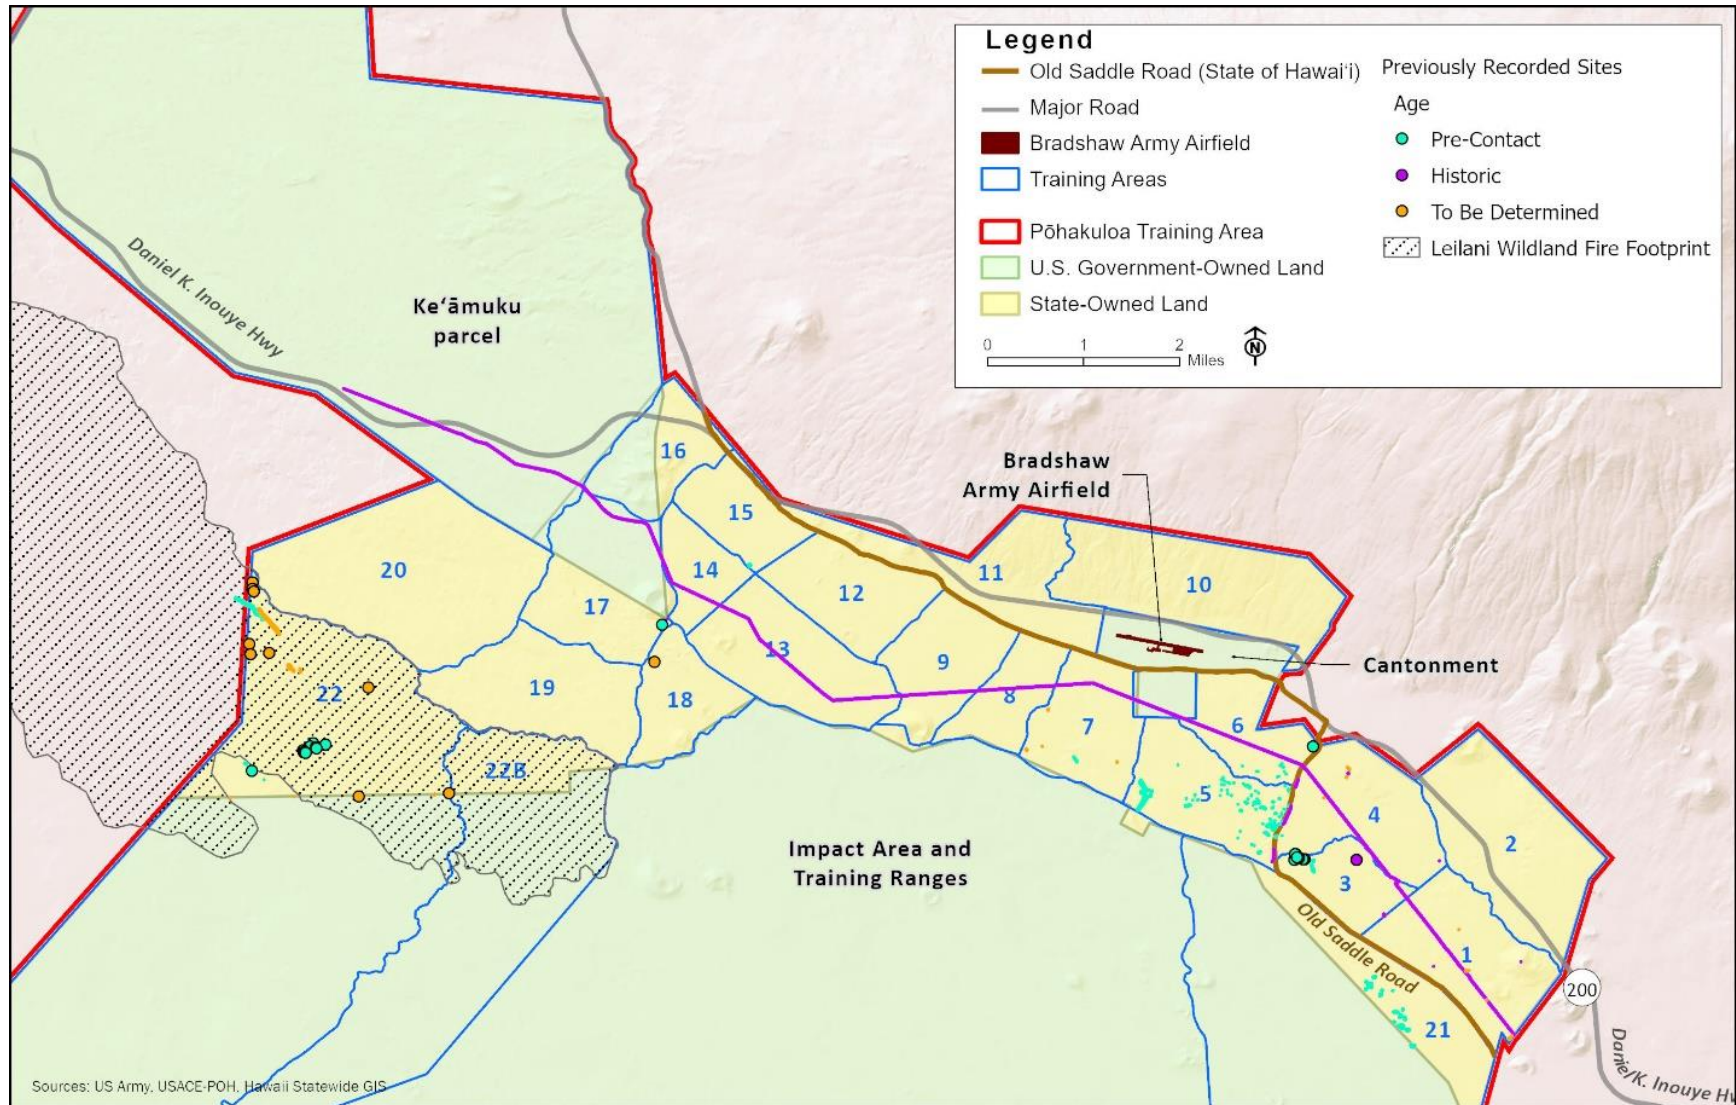 Legend
Old Saddle Road (State of Hawai‘i)
Major Road
Bradshaw Army Airfield
Training Areas
Pōhakuloa Training Area
U.S. Government-Owned Land
State-Owned Land
0 1 2
Miles
N
Previously Recorded Sites
Age
Pre-Contact
Historic
To Be Determined
Leilani Wildland Fire Footprint
Daniel K. Inouye Hwy
Ke‘āmuku
parcel
Bradshaw
Army Airfield
16
15
20
17
14
12
11
10
13
9
Cantonment
19
18
22
8
7
6
22B
5
4
2
Impact Area and
Training Ranges
3
Old Saddle Road
1
200
21
Daniel K. Inouye Hw
Sources: US Army, USACE-POH, Hawaii Statewide GIS